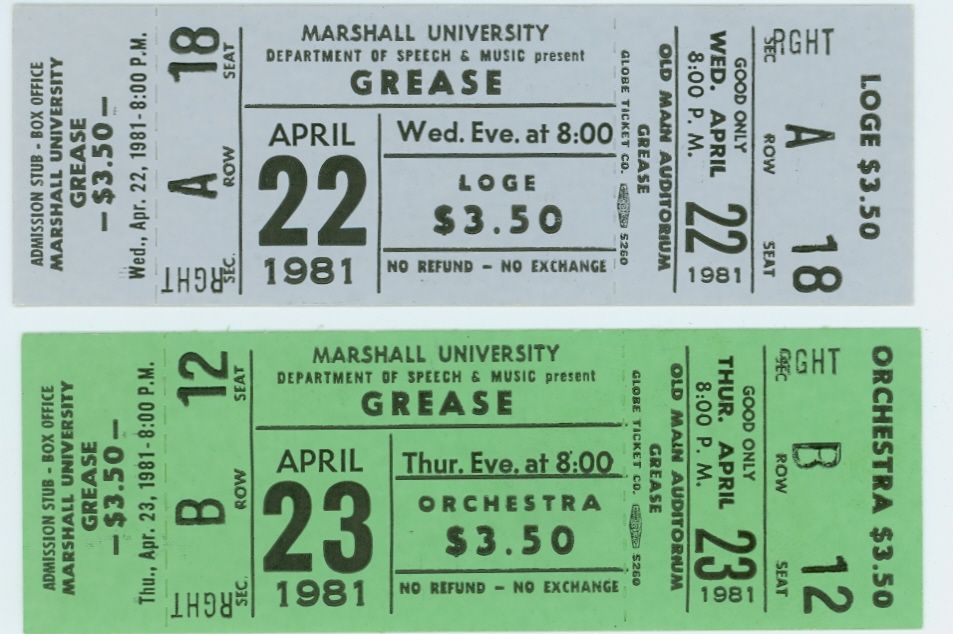 ADMISSION STUB - BOX OFFICE
MARSHALL UNIVERSITY
GREASE
— $3.50 —
Wed., Apr. 22, 1981-8:00 P.M.
18 SEAT
A ROW
RGHT SEC.
MARSHALL UNIVERSITY
DEPARTMENT OF SPEECH & MUSIC present
GREASE
APRIL
22
1981
Wed. Eve. at 8:00
LOGE
$3.50
NO REFUND - NO EXCHANGE
GLOBE TICKET CO. 5260
GREASE
OLD MAIN AUDITORIUM
GOOD ONLY
WED. APRIL 22
8:00 P. M. 1981
RGHT SEC
A ROW
18 SEAT
LOGE $3.50
ADMISSION STUB - BOX OFFICE
MARSHALL UNIVERSITY
GREASE
— $3.50 —
Thu., Apr. 23, 1981-8:00 P.M.
12 SEAT
B ROW
RGHT SEC.
MARSHALL UNIVERSITY
DEPARTMENT OF SPEECH & MUSIC present
GREASE
APRIL
23
1981
Thur. Eve. at 8:00
ORCHESTRA
$3.50
NO REFUND - NO EXCHANGE
GLOBE TICKET CO. 5260
GREASE
OLD MAIN AUDITORIUM
GOOD ONLY
THUR. APRIL 23
8:00 P. M. 1981
RGHT SEC
B ROW
12 SEAT
ORCHESTRA $3.50